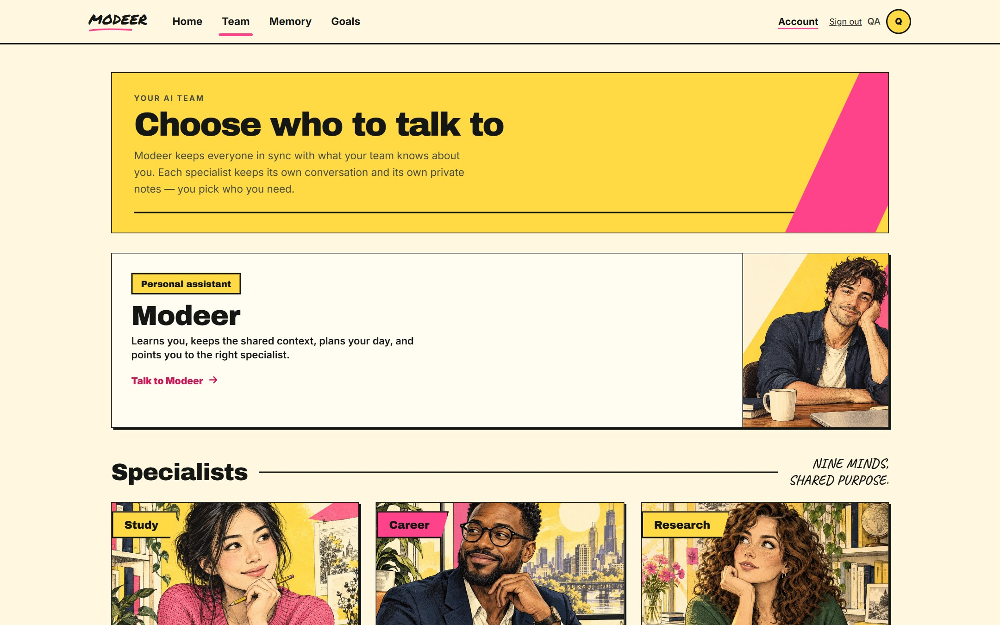 MODEER
Home Team Memory Goals
Account Sign out QA Q
YOUR AI TEAM
Choose who to talk to
Modeer keeps everyone in sync with what your team knows about
you. Each specialist keeps its own conversation and its own private
notes — you pick who you need.
Personal assistant
Modeer
Learns you, keeps the shared context, plans your day, and
points you to the right specialist.
Talk to Modeer →
Specialists
NINE MINDS,
SHARED PURPOSE.
Study
Career
Research